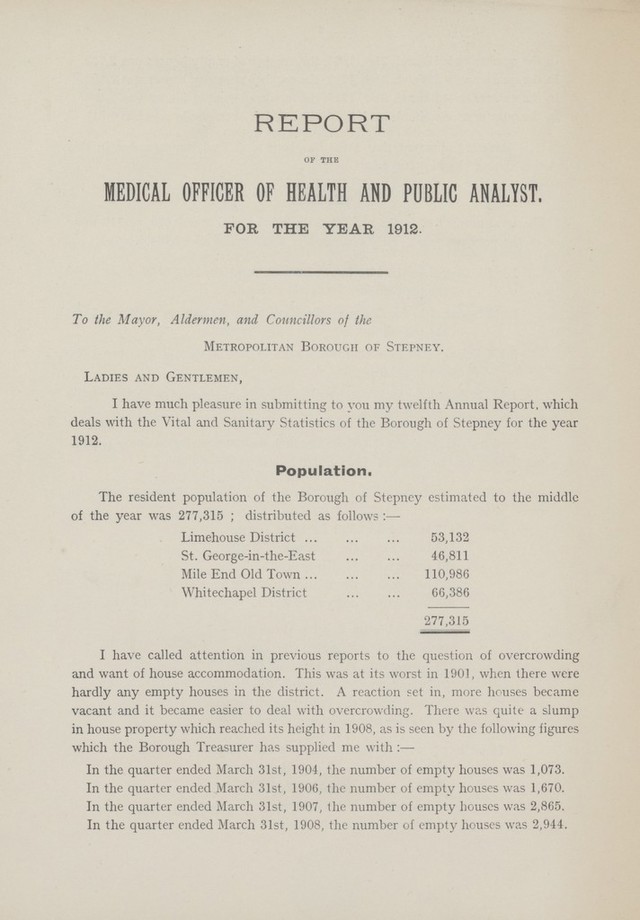 REPORT
OF THE
MEDICAL OFFICER OF HEALTH AND PUBLIC ANALYST.
FOR THE YEAR 1912.
To the Mayor, Aldermen, and Councillors of the
METROPOLITAN BOROUGH OF STEPNEY.
LADIES AND GENTLEMEN,
I have much pleasure in submitting to you my twelfth Annual Report, which
deals with the Vital and Sanitary Statistics of the Borough of Stepney for the year
1912.
Population.
The resident population of the Borough of Stepney estimated to the middle
of the year was 277,315 ; distributed as follows :—
Limehouse District ... ... ... 53,132
St. George-in-the-East ... ... 46,811
Mile End Old Town ... ... ... 110,986
Whitechapel District ... ... 66,386
277,315
I have called attention in previous reports to the question of overcrowding
and want of house accommodation. This was at its worst in 1901, when there were
hardly any empty houses in the district. A reaction set in, more houses became
vacant and it became easier to deal with overcrowding. There was quite a slump
in house property which reached its height in 1908, as is seen by the following figures
which the Borough Treasurer has supplied me with :—
In the quarter ended March 31st, 1904, the number of empty houses was 1,073.
In the quarter ended March 31st, 1906, the number of empty houses was 1,670.
In the quarter ended March 31st, 1907, the number of empty houses was 2,865.
In the quarter ended March 31st, 1908, the number of empty houses was 2,944.